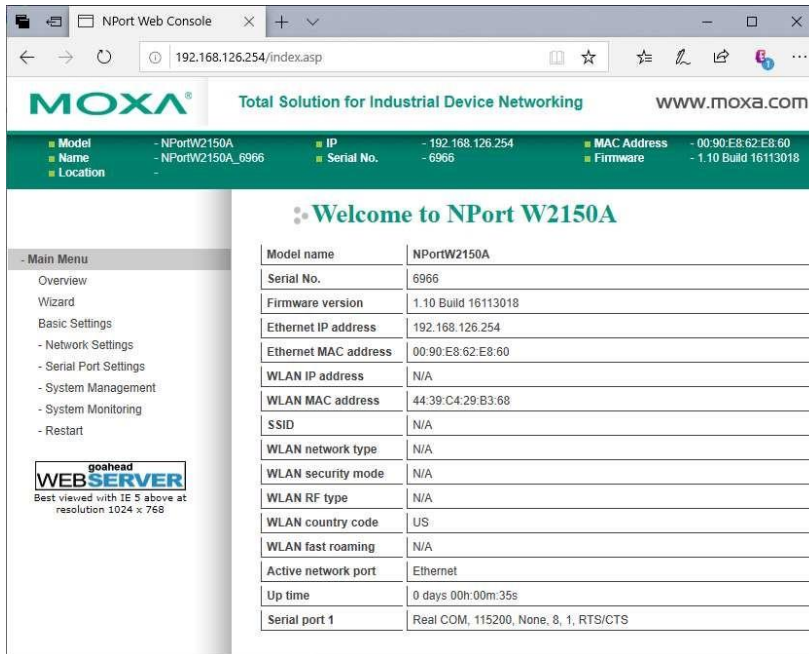 NPort Web Console
192.168.126.254/index.asp
MOXA® Total Solution for Industrial Device Networking www.moxa.com
Model - NPortW2150A IP - 192.168.126.254 MAC Address - 00:90:E8:62:E8:60
Name - NPortW2150A_6966 Serial No. - 6966 Firmware - 1.10 Build 16113018
Location -
Welcome to NPort W2150A
- Main Menu
Overview
Wizard
Basic Settings
- Network Settings
- Serial Port Settings
- System Management
- System Monitoring
- Restart
goahead
WEBSERVER
Best viewed with IE 5 above at
resolution 1024 x 768
Model name NPortW2150A
Serial No. 6966
Firmware version 1.10 Build 16113018
Ethernet IP address 192.168.126.254
Ethernet MAC address 00:90:E8:62:E8:60
WLAN IP address N/A
WLAN MAC address 44:39:C4:29:B3:68
SSID N/A
WLAN network type N/A
WLAN security mode N/A
WLAN RF type N/A
WLAN country code US
WLAN fast roaming N/A
Active network port Ethernet
Up time 0 days 00h:00m:35s
Serial port 1 Real COM, 115200, None, 8, 1, RTS/CTS